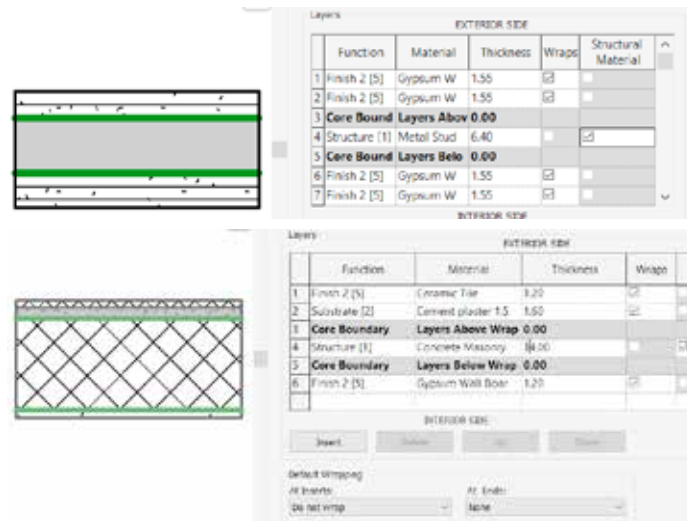 Layers
EXTERIOR SIDE
Function Material Thickness Wraps Structural Material
1 Finish 2 [5] Gypsum W 1.55
2 Finish 2 [5] Gypsum W 1.55
3 Core Bound Layers Abov 0.00
4 Structure [1] Metal Stud 6.40
5 Core Bound Layers Belo 0.00
6 Finish 2 [5] Gypsum W 1.55
7 Finish 2 [5] Gypsum W 1.55
INTERIOR SIDE
Layers
EXTERIOR SIDE
Function Material Thickness Wraps
1 Finish 2 [5] Ceramic Tile 1.20
2 Substrate [2] Cement plaster 1.5 1.60
3 Core Boundary Layers Above Wrap 0.00
4 Structure [1] Concrete Masonry
5 Core Boundary Layers Below Wrap 0.00
6 Finish 2 [5] Gypsum Wall Boar 1.20
INTERIOR SIDE
Insert Delete Up Down
Default Wrapping
At Inserts: At Ends:
Do not wrap None